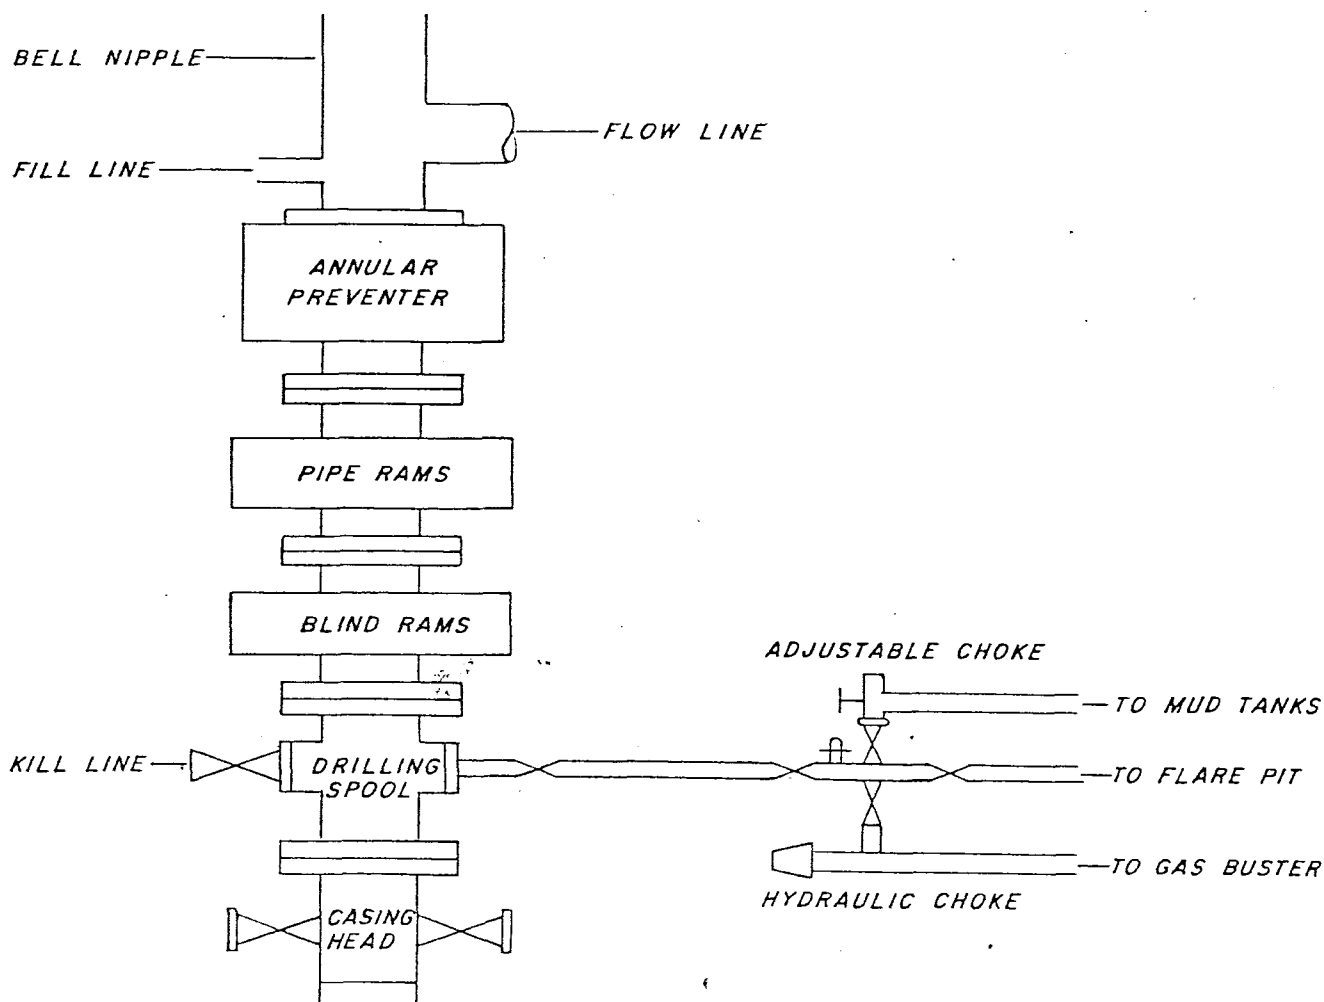 BELL NIPPLE
FLOW LINE
FILL LINE
ANNULAR
PREVENTER
PIPE RAMS
BLIND RAMS
ADJUSTABLE CHOKE
TO MUD TANKS
KILL LINE
DRILLING
SPOOL
TO FLARE PIT
TO GAS BUSTER
HYDRAULIC CHOKE
CASING
HEAD